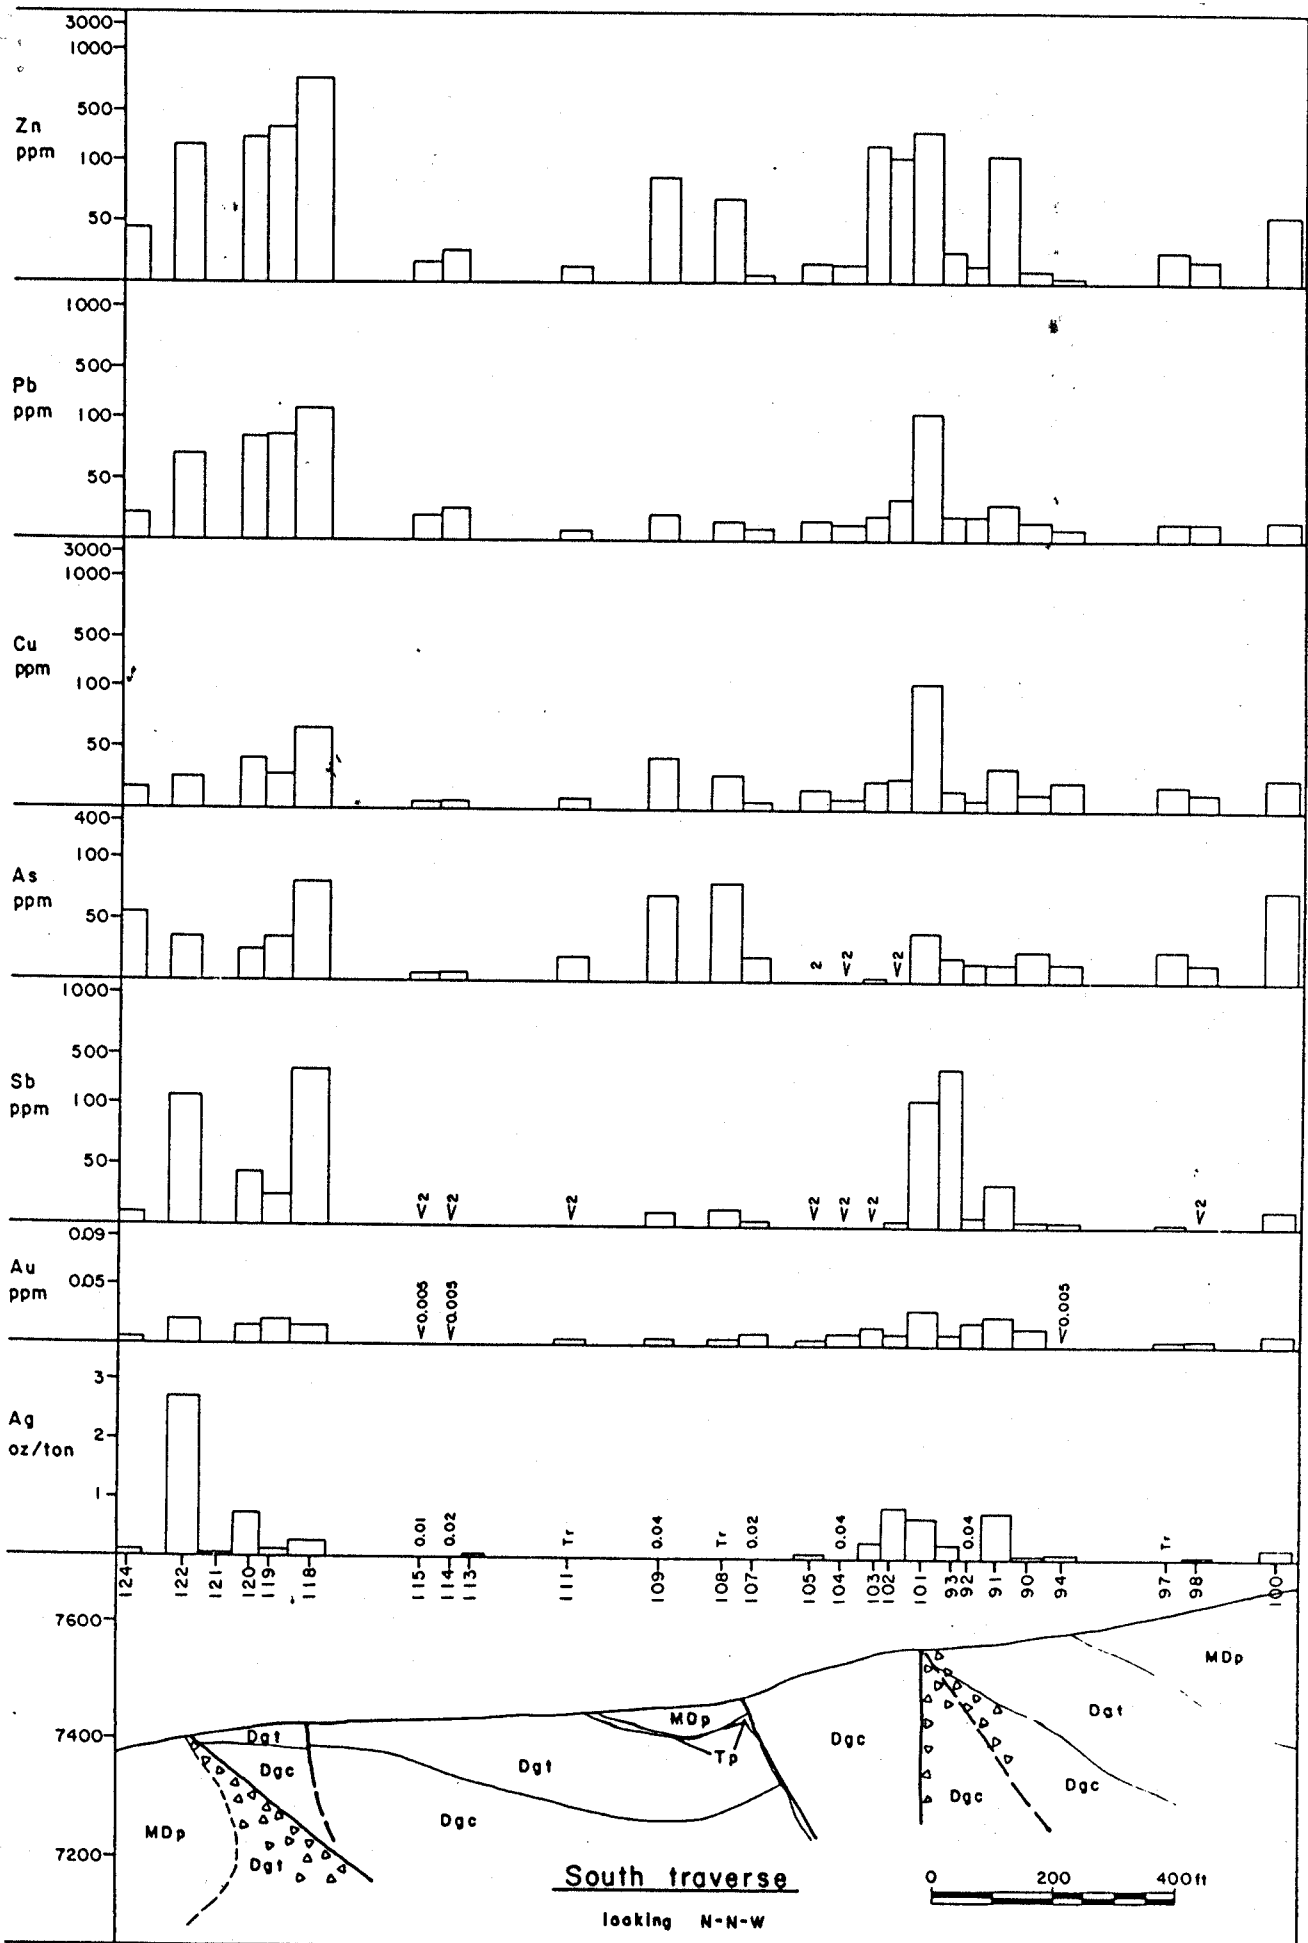 3000
1000
500
Zn
ppm
100
50
1000
500
Pb
ppm
100
50
3000
1000
500
Cu
ppm
100
50
400
100
As
ppm
50
2 <2 <2
1000
500
Sb
ppm
100
50
<2 <2 <2 <2 <2 <2 <2
0.09
Au
ppm
0.05
<0.005 <0.005 <0.005
3
Ag
oz/ton
2
1
0.01 0.02 Tr 0.04 Tr 0.02 0.04 0.04 Tr
124 122 121 120 119 118 115 114 113 111 109 108 107 105 104 103 102 101 93 92 91 90 94 97 98 100
7600
MDp
Dgt
MDp
Dgt
7400
Dgc
Tp
Dgc
Dgt
Dgc
Dgc
Dgc
MDp
Dgt
7200
South traverse
looking N-N-W
0 200 400 ft